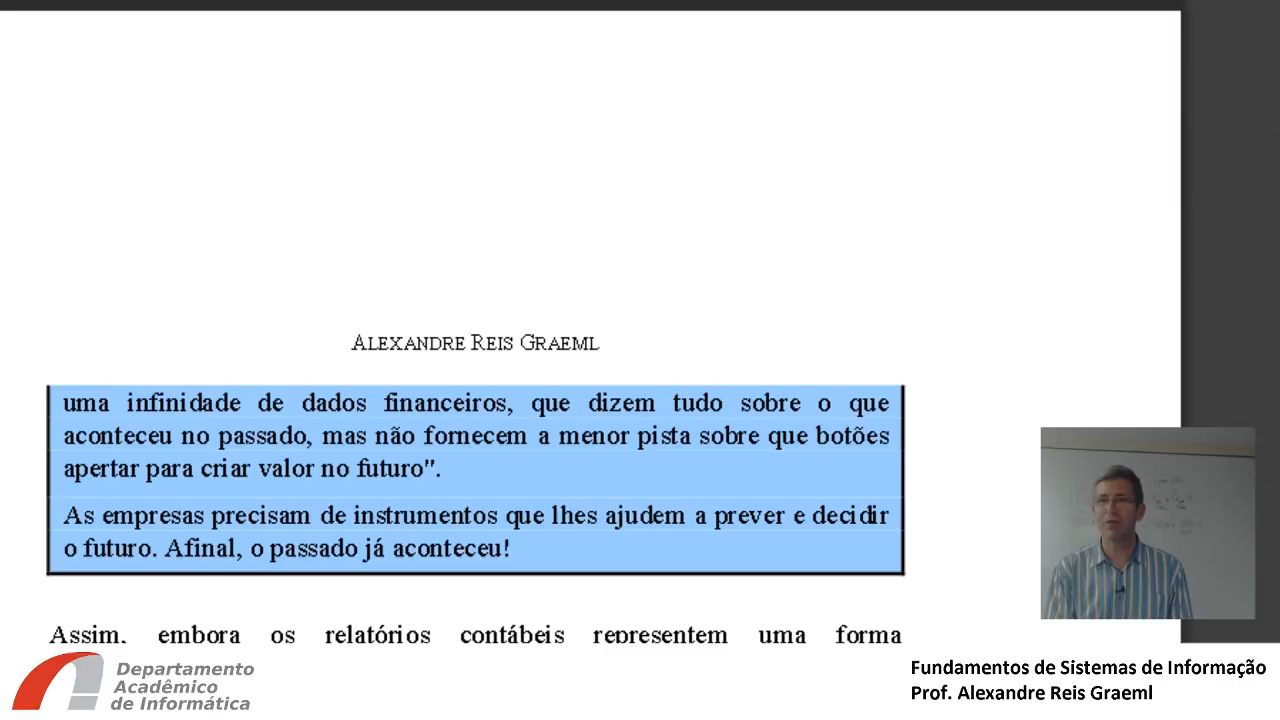 ALEXANDRE REIS GRAEML
uma infinidade de dados financeiros, que dizem tudo sobre o que
aconteceu no passado, mas não fornecem a menor pista sobre que botões
apertar para criar valor no futuro".
As empresas precisam de instrumentos que lhes ajudem a prever e decidir
o futuro. Afinal, o passado já aconteceu!
Assim, embora os relatórios contábeis representem uma forma
Departamento
Acadêmico
de Informática
Fundamentos de Sistemas de Informação
Prof. Alexandre Reis Graeml